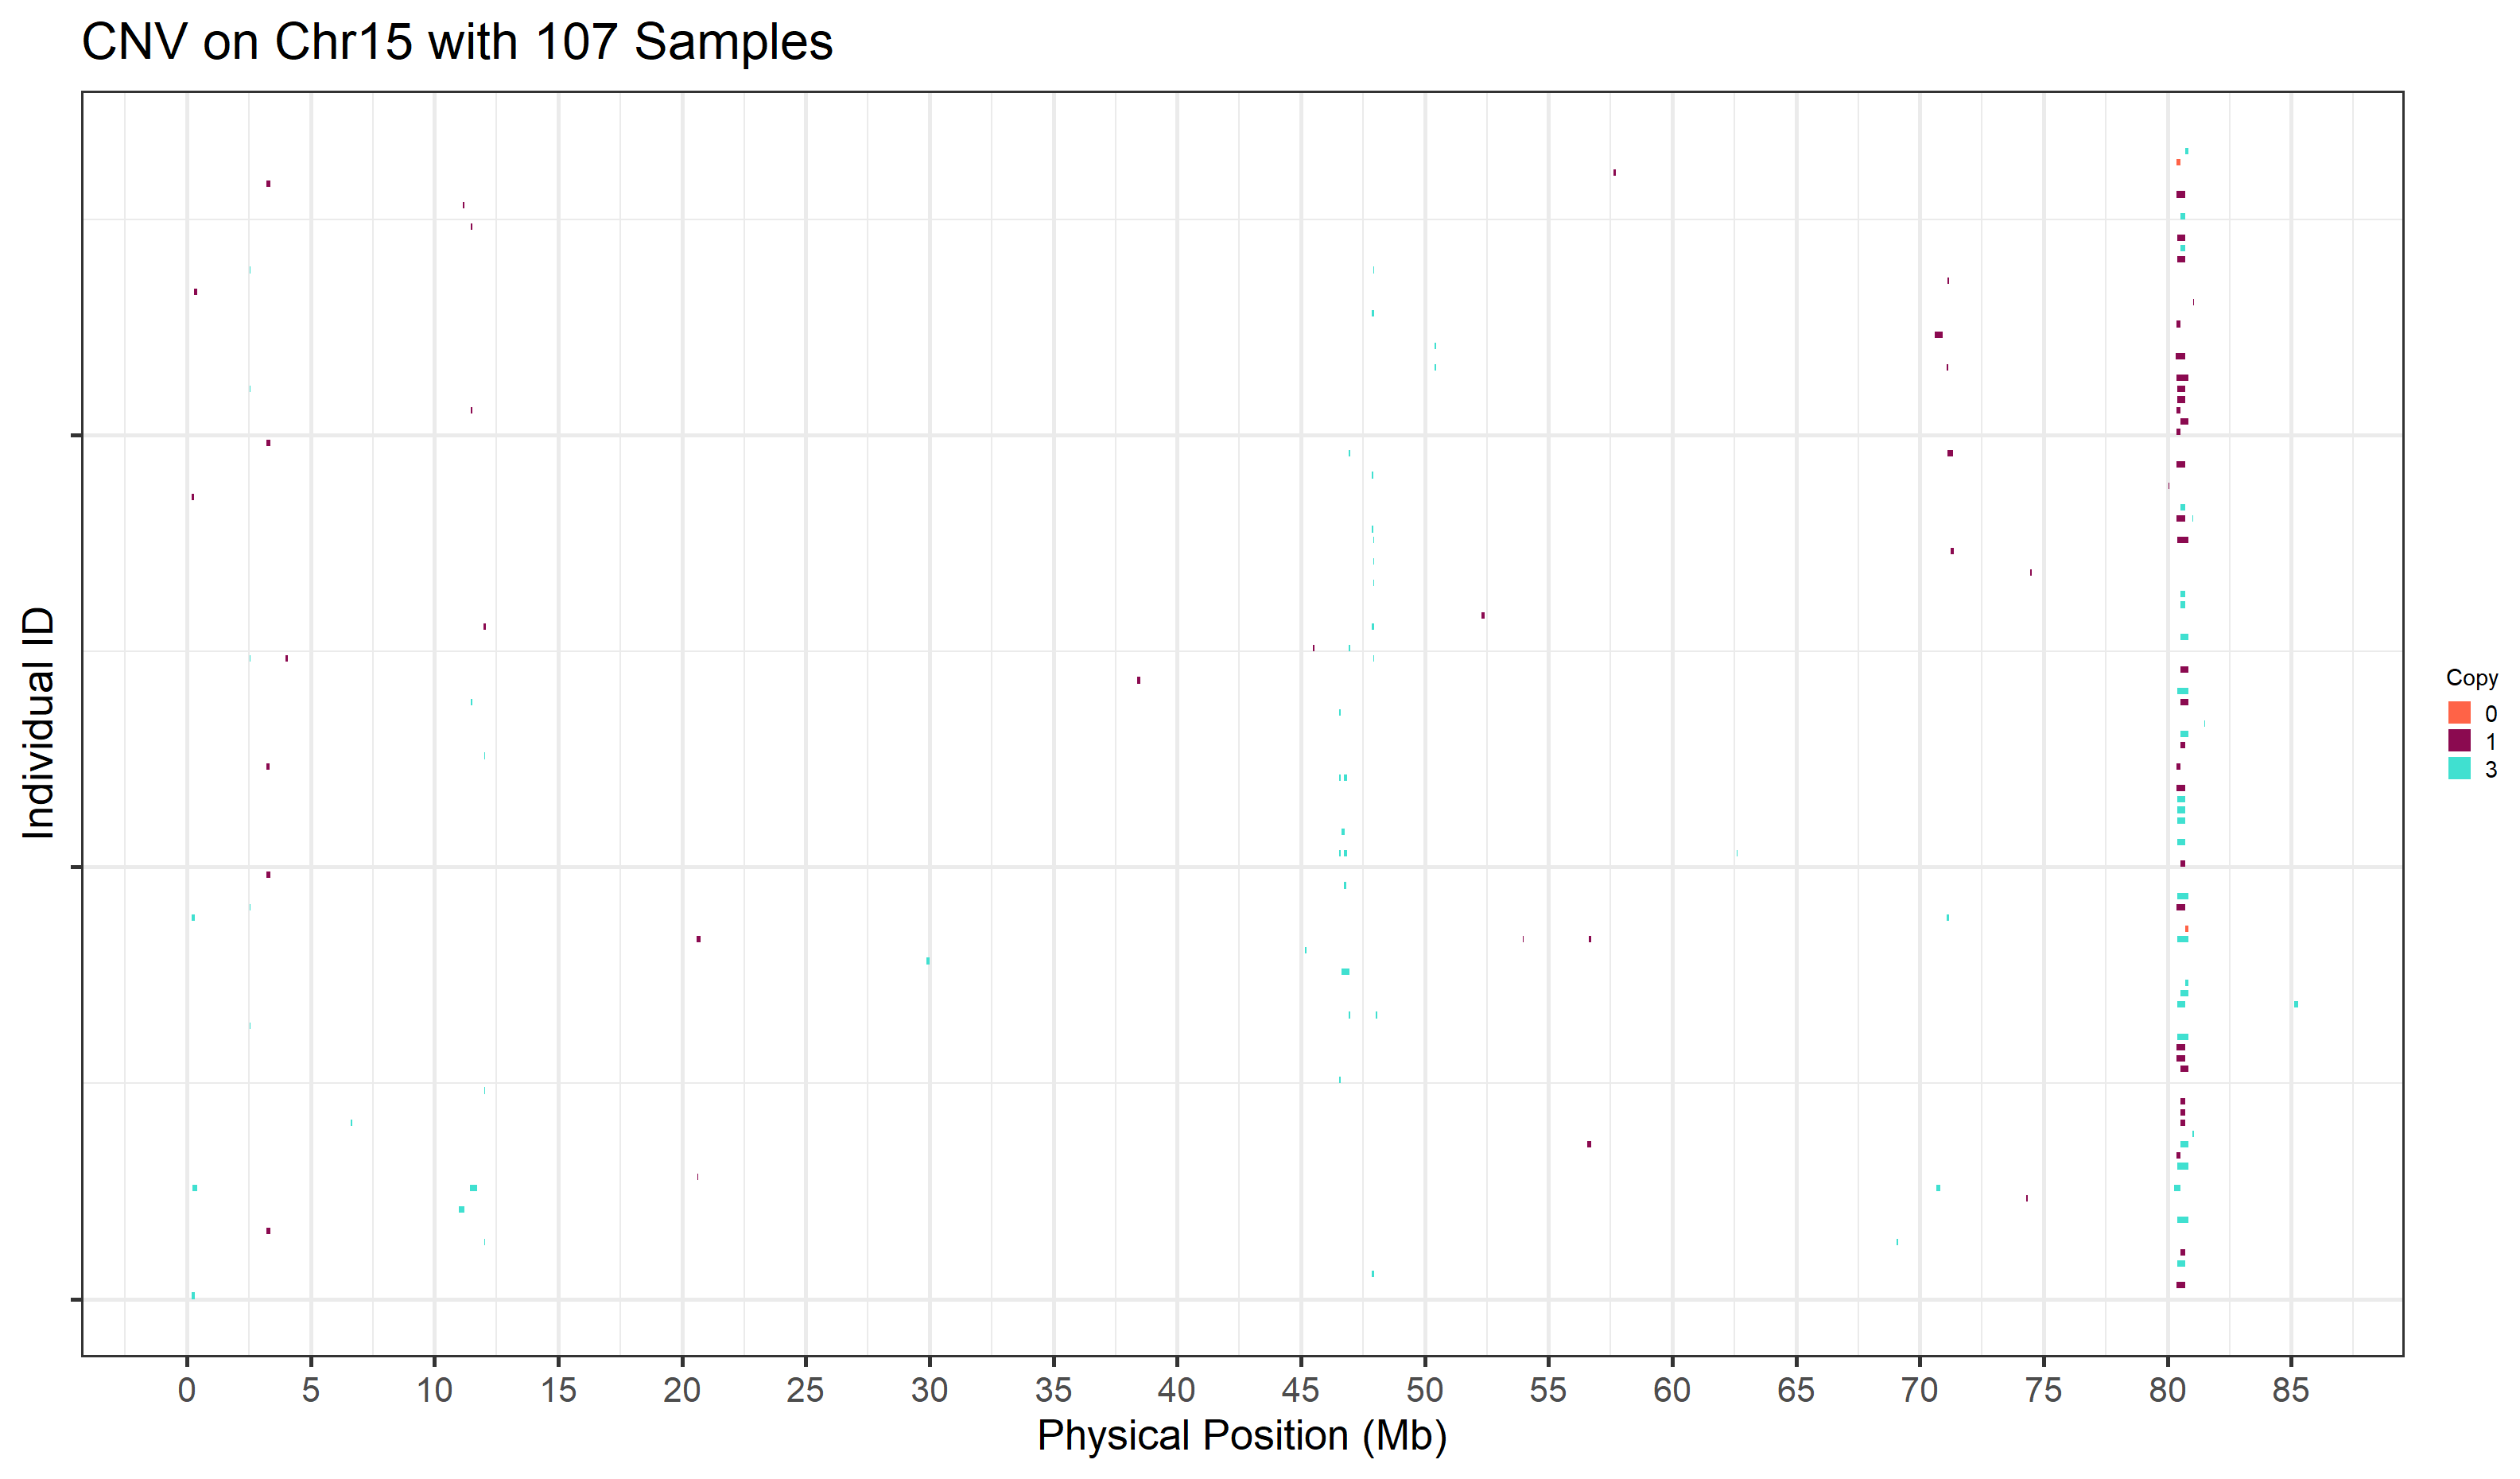 CNV on Chr15 with 107 Samples
Individual ID
Copy
0
1
3
0 5 10 15 20 25 30 35 40 45 50 55 60 65 70 75 80 85
Physical Position (Mb)